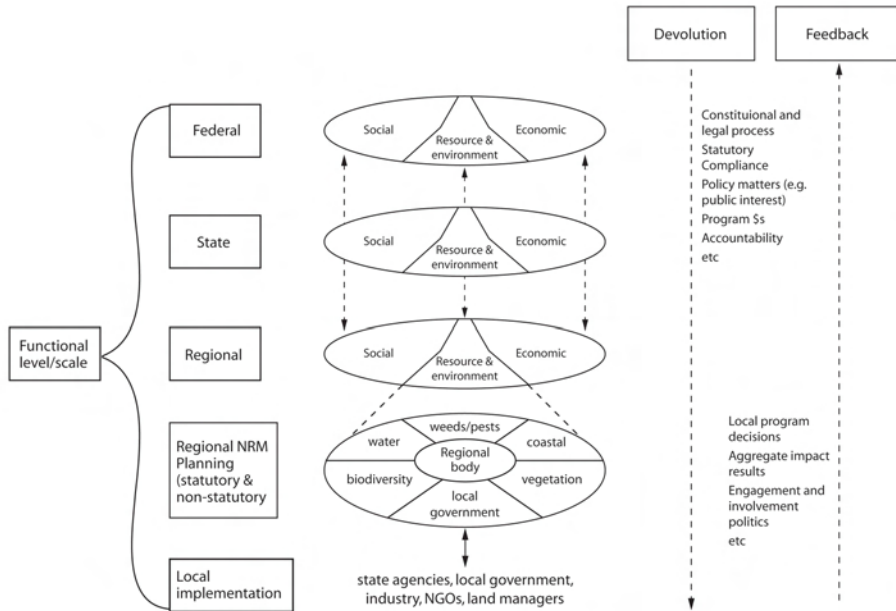 Devolution
Feedback
Federal
Social
Resource &
environment
Economic
Constituional and
legal process
Statutory
Compliance
Policy matters (e.g.
public interest)
Program $s
Accountability
etc
State
Social
Resource &
environment
Economic
Functional
level/scale
Regional
Social
Resource &
environment
Economic
Regional NRM
Planning
(statutory &
non-statutory
water
weeds/pests
coastal
Regional
body
biodiversity
vegetation
local
government
Local program
decisions
Aggregate impact
results
Engagement and
involvement
politics
etc
Local
implementation
state agencies, local government,
industry, NGOs, land managers